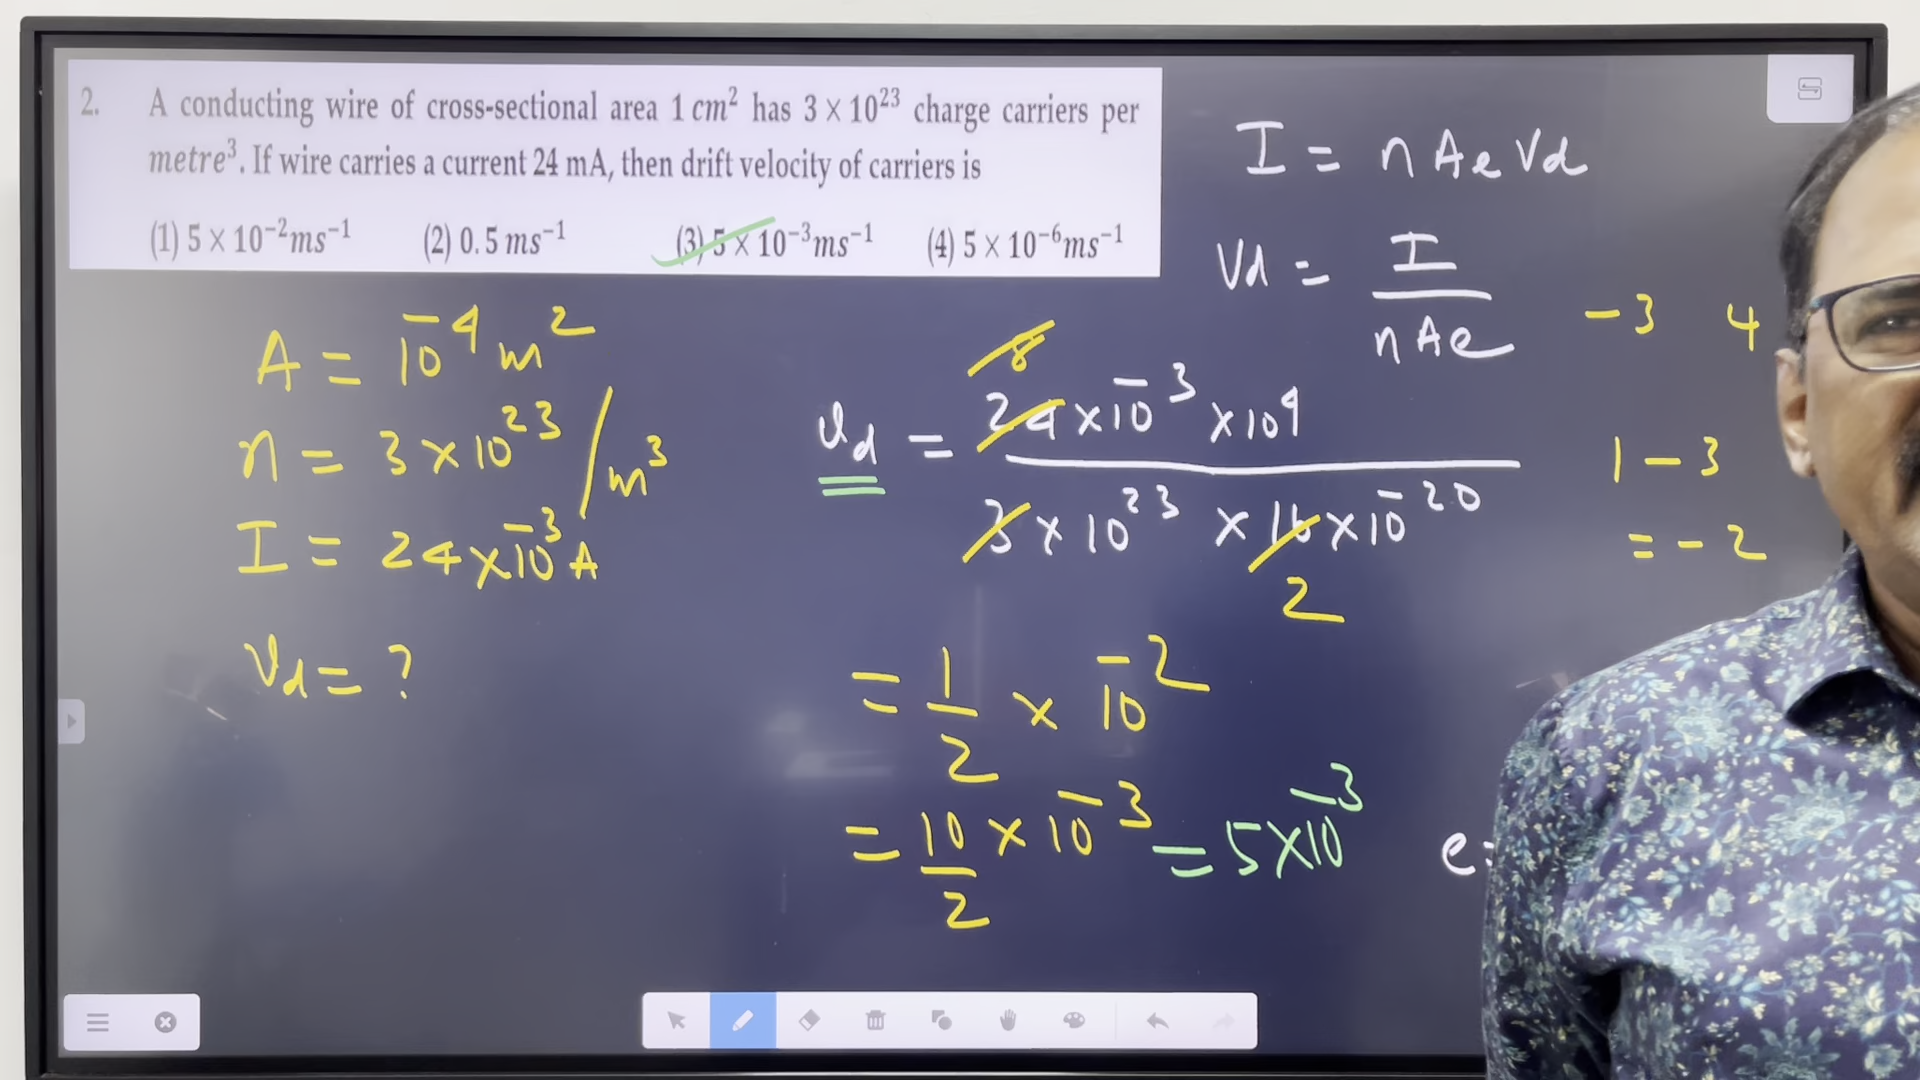 2. A conducting wire of cross-sectional area 1 cm² has 3 × 10²³ charge carriers per
metre³. If wire carries a current 24 mA, then drift velocity of carriers is
(1) 5 × 10⁻² ms⁻¹ (2) 0.5 ms⁻¹ (3) 5 × 10⁻³ ms⁻¹ (4) 5 × 10⁻⁶ ms⁻¹
I = nAeVd
Vd = I / nAe
A = 10⁻⁴ m²
n = 3 × 10²³ / m³
I = 24 × 10⁻³ A
Vd = ?
8
vd = 24 × 10⁻³ × 10⁴
3 × 10²³ × 16 × 10⁻²⁰
2
= 1/2 × 10⁻²
= 10/2 × 10⁻³ = 5 × 10⁻³
-3 4
1 - 3
= - 2
e=